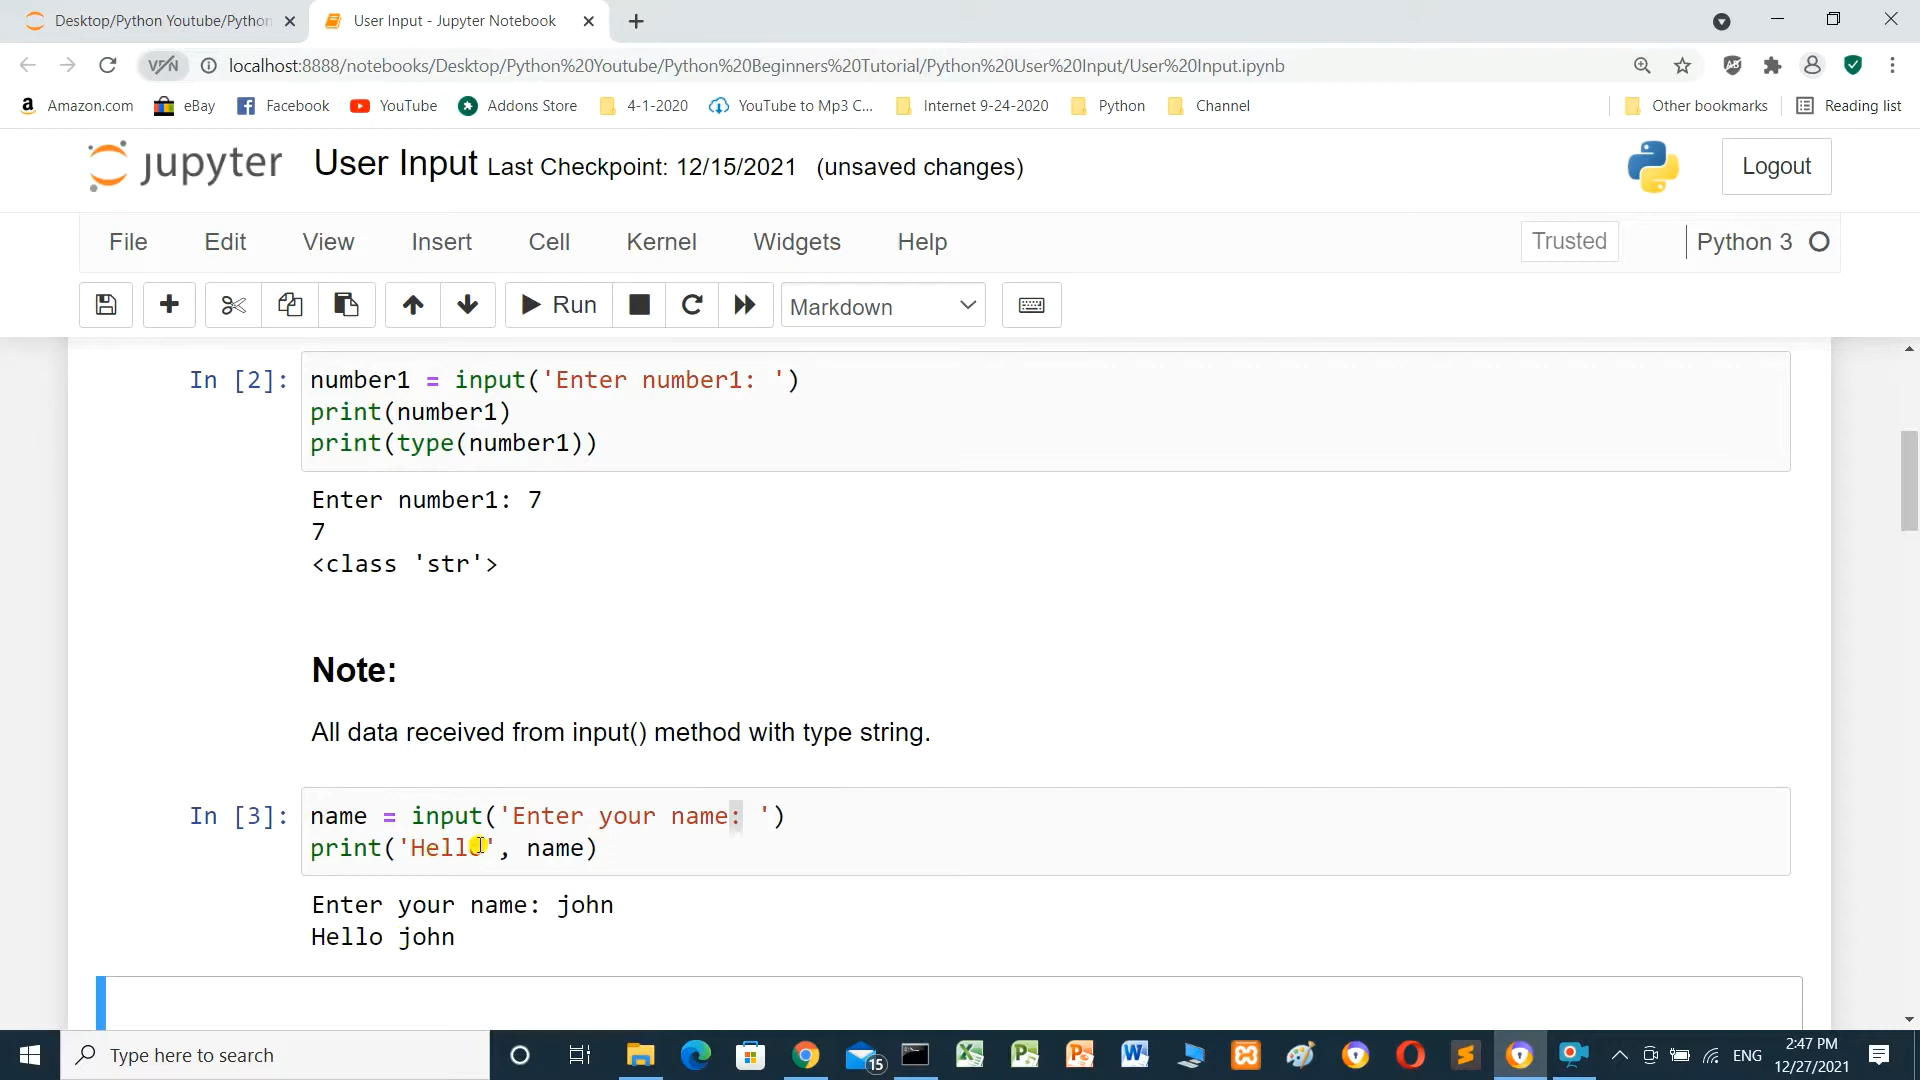 Desktop/Python Youtube/Python
User Input - Jupyter Notebook
VPN
localhost:8888/notebooks/Desktop/Python%20Youtube/Python%20Beginners%20Tutorial/Python%20User%20Input/User%20Input.ipynb
Amazon.com
eBay
Facebook
YouTube
Addons Store
4-1-2020
YouTube to Mp3 C...
Internet 9-24-2020
Python
Channel
Other bookmarks
Reading list
jupyter
User Input Last Checkpoint: 12/15/2021 (unsaved changes)
Logout
File Edit View Insert Cell Kernel Widgets Help
Trusted
Python 3
Run
Markdown
In [2]: number1 = input('Enter number1: ')
print(number1)
print(type(number1))
Enter number1: 7
7
<class 'str'>
Note:
All data received from input() method with type string.
In [3]: name = input('Enter your name: ')
print('Hello', name)
Enter your name: john
Hello john
Type here to search
15
ENG
2:47 PM
12/27/2021